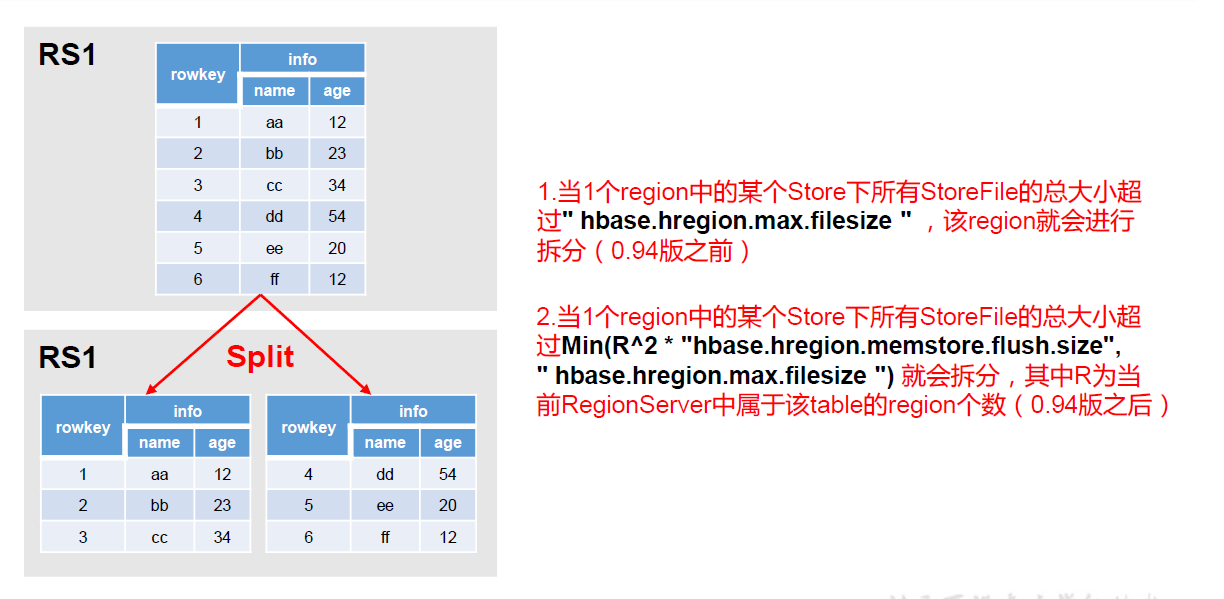 RS1
rowkey info
name age
1 aa 12
2 bb 23
3 cc 34
4 dd 54
5 ee 20
6 ff 12
Split
RS1
rowkey info
name age
1 aa 12
2 bb 23
3 cc 34
rowkey info
name age
4 dd 54
5 ee 20
6 ff 12
1.当1个region中的某个Store下所有StoreFile的总大小超
过" hbase.hregion.max.filesize " ，该region就会进行
拆分（0.94版之前）
2.当1个region中的某个Store下所有StoreFile的总大小超
过Min(R^2 * "hbase.hregion.memstore.flush.size",
" hbase.hregion.max.filesize ") 就会拆分，其中R为当
前RegionServer中属于该table的region个数（0.94版之后）